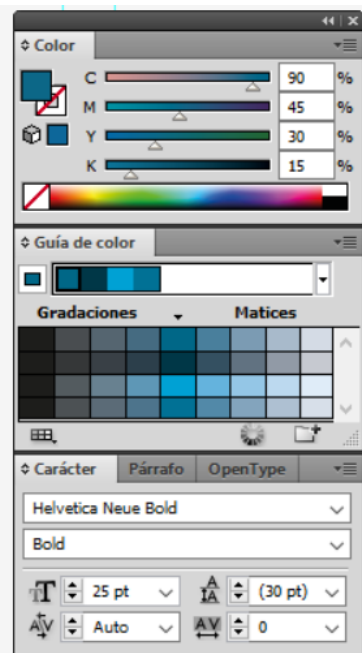 Color
C 90 %
M 45 %
Y 30 %
K 15 %
Guía de color
Gradaciones Matices
Carácter Párrafo OpenType
Helvetica Neue Bold
Bold
25 pt (30 pt)
Auto 0